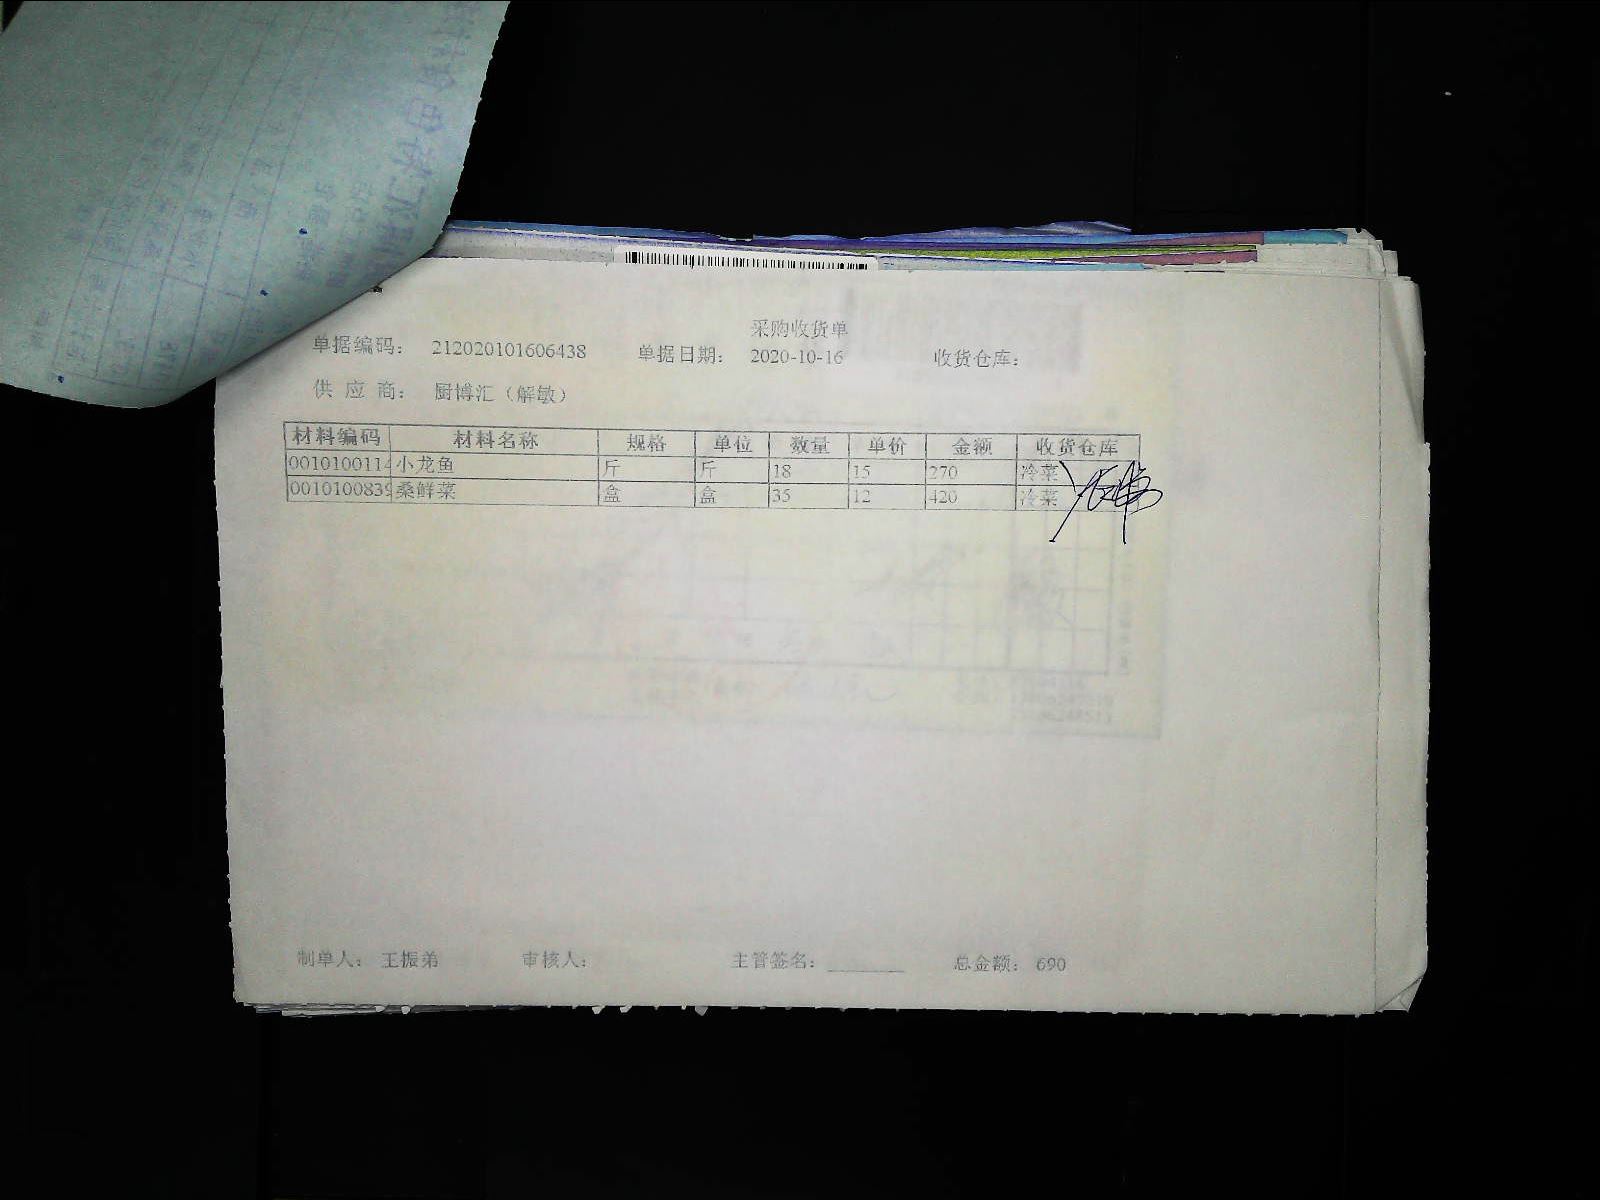 采购收货单
单据编码： 212020101606438 单据日期： 2020-10-16 收货仓库：
供 应 商： 厨博汇（解敏）
材料编码 材料名称 规格 单位 数量 单价 金额 收货仓库
0010100114 小龙鱼 斤 斤 18 15 270 冷菜
0010100839 桑鲜菜 盒 盒 35 12 420 冷菜
制单人： 王振弟 审核人： 主管签名： 总金额： 690